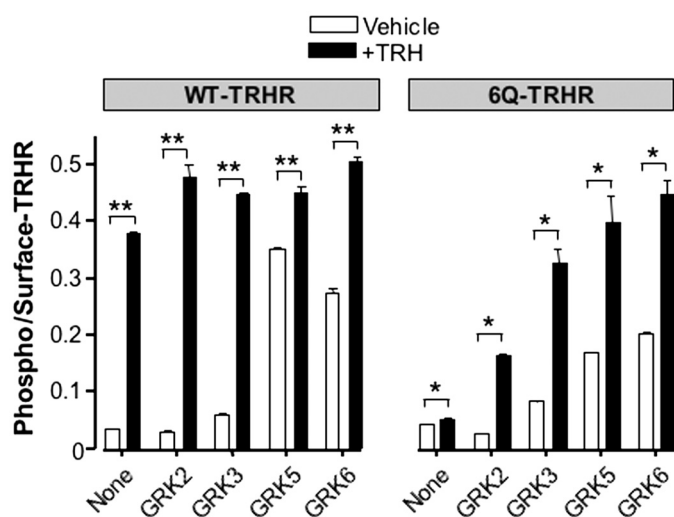 Vehicle
+TRH
WT-TRHR 6Q-TRHR
Phospho/Surface-TRHR
0.5
0.4
0.3
0.2
0.1
0
** ** ** ** **
* * * * *
None GRK2 GRK3 GRK5 GRK6 None GRK2 GRK3 GRK5 GRK6